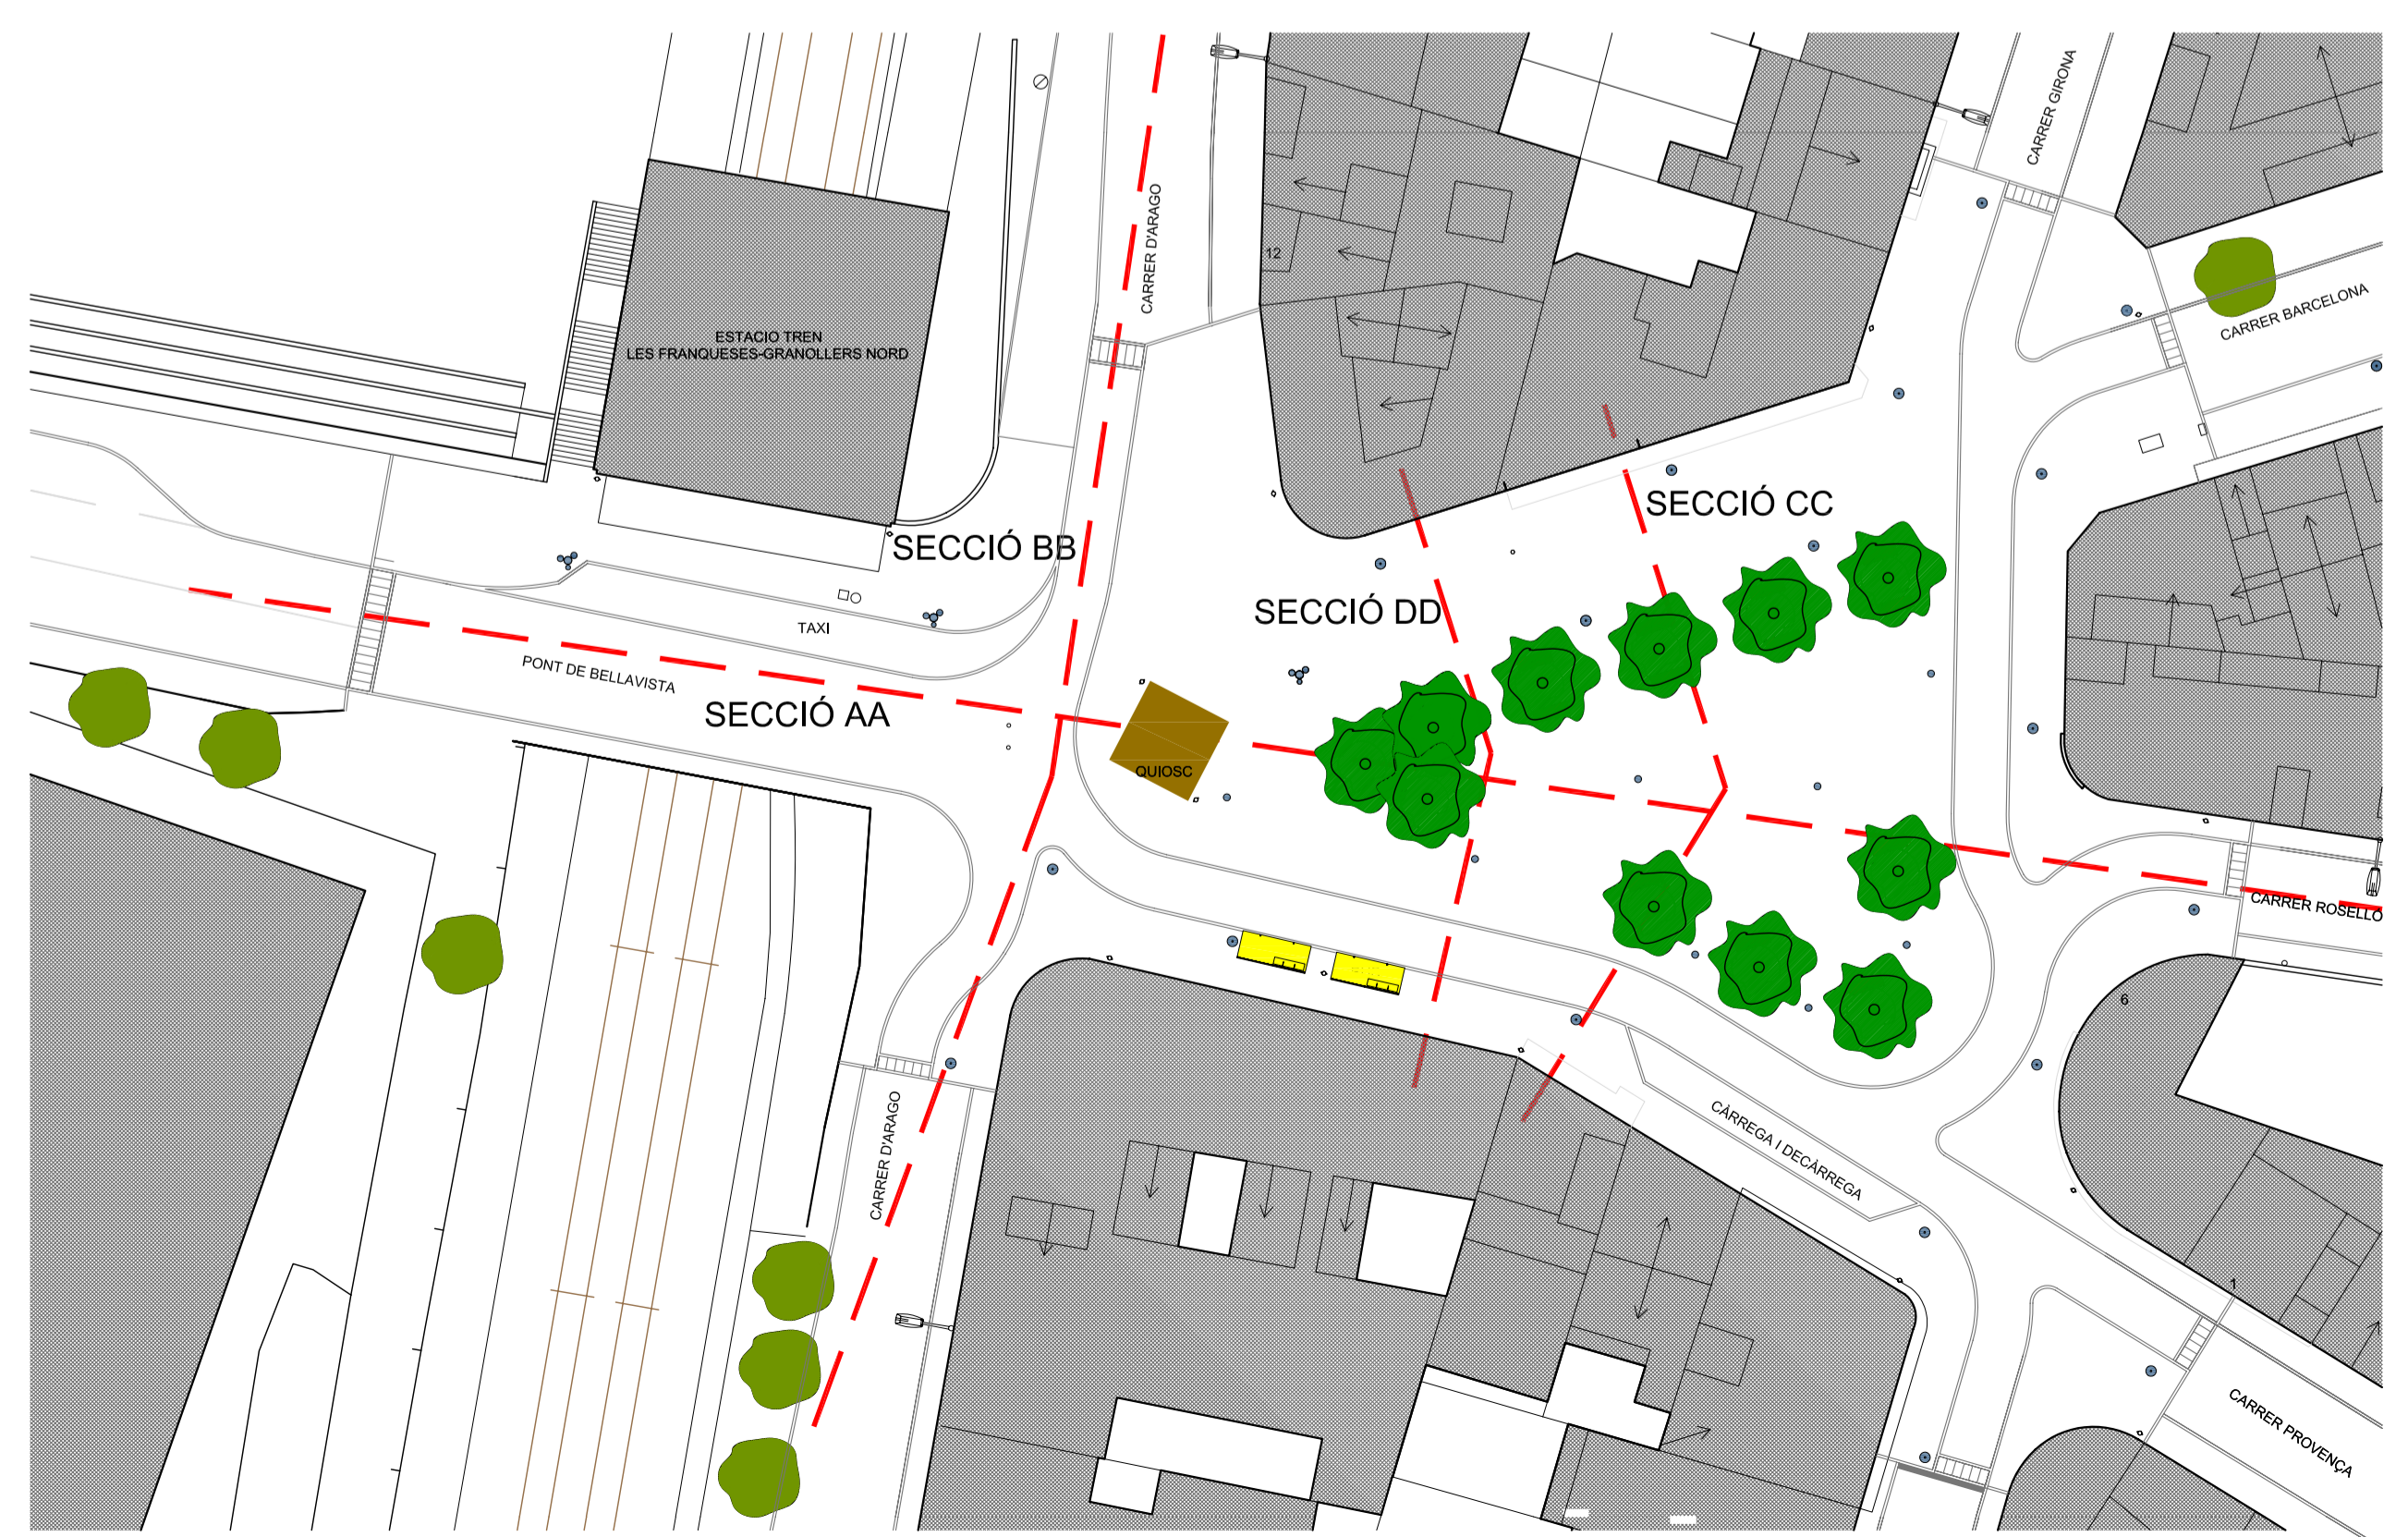 CARRER GIRONA
CARRER D'ARAGO
12
CARRER BARCELONA
ESTACIO TREN
LES FRANQUESES-GRANOLLERS NORD
SECCIÓ CC
SECCIÓ BB
SECCIÓ DD
TAXI
PONT DE BELLAVISTA
SECCIÓ AA
QUIOSC
CARRER ROSELLO
6
CARRER D'ARAGO
CÀRREGA I DECÀRREGA
1
CARRER PROVENÇA